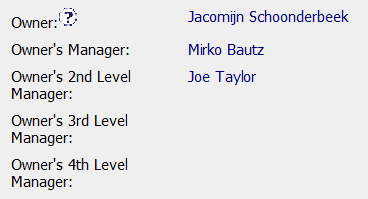 Owner: ? Jacomijn Schoonderbeek
Owner's Manager: Mirko Bautz
Owner's 2nd Level Joe Taylor
Manager:
Owner's 3rd Level
Manager:
Owner's 4th Level
Manager: